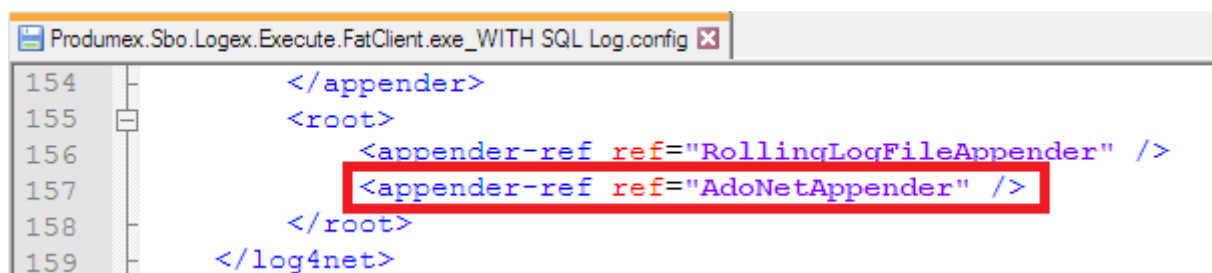 Produmex.Sbo.Logex.Execute.FatClient.exe_WITH SQL Log.config
154 </appender>
155 <root>
156 <appender-ref ref="RollingLogFileAppender" />
157 <appender-ref ref="AdoNetAppender" />
158 </root>
159 </log4net>